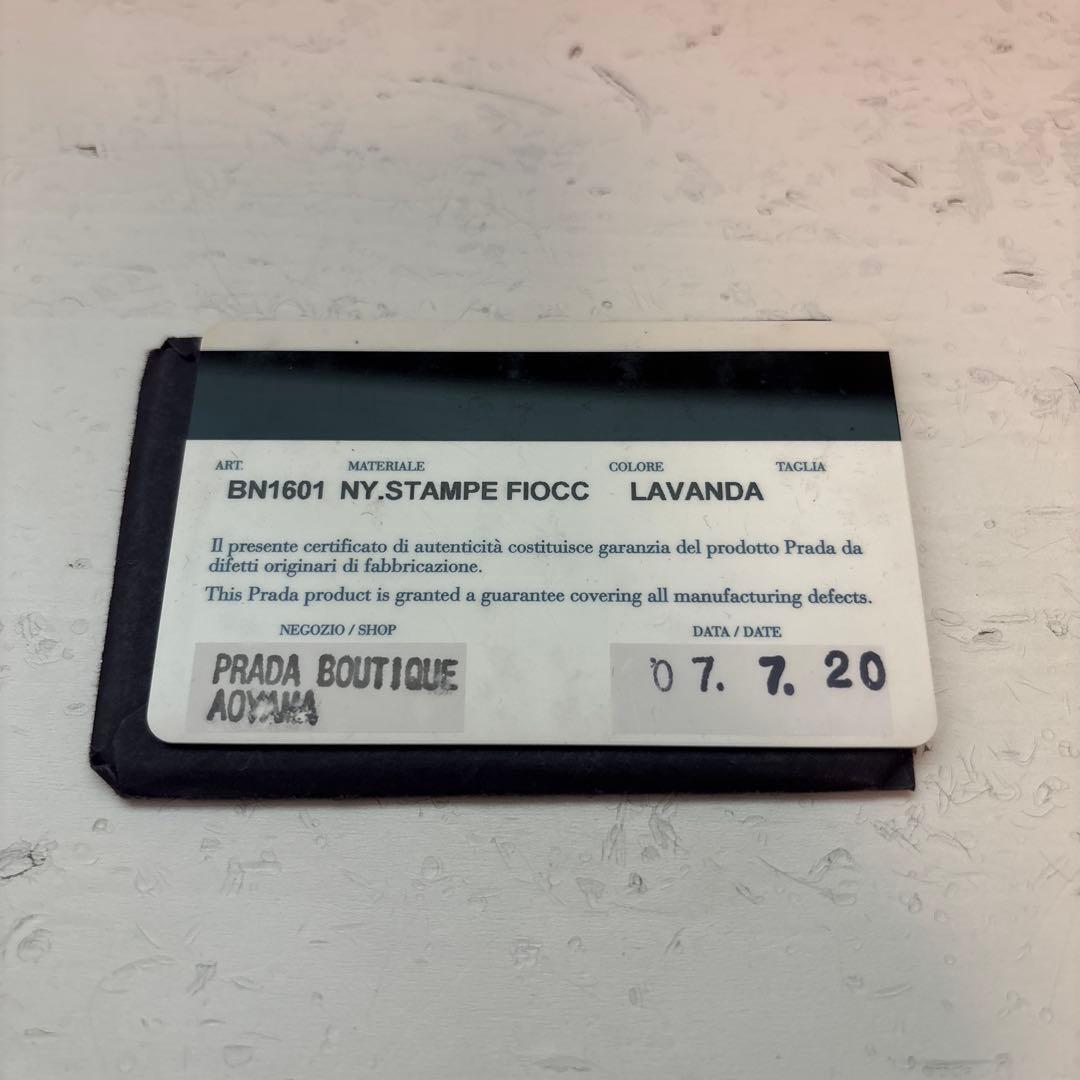 ART. MATERIALE COLORE TAGLIA
BN1601 NY.STAMPE FIOCC LAVANDA
Il presente certificato di autenticità costituisce garanzia del prodotto Prada da
difetti originari di fabbricazione.
This Prada product is granted a guarantee covering all manufacturing defects.
NEGOZIO / SHOP DATA / DATE
PRADA BOUTIQUE '07. 7. 20
AOYAMA